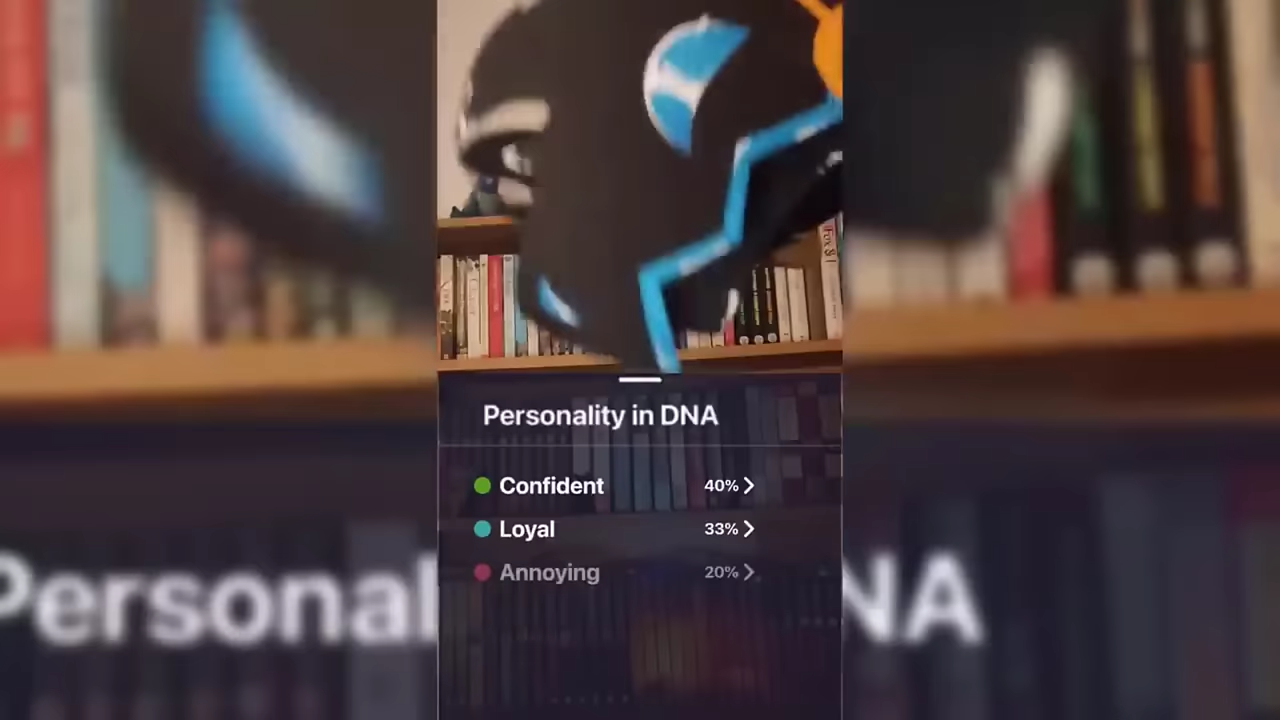 Personality in DNA
Confident 40%
Loyal 33%
Annoying 20%